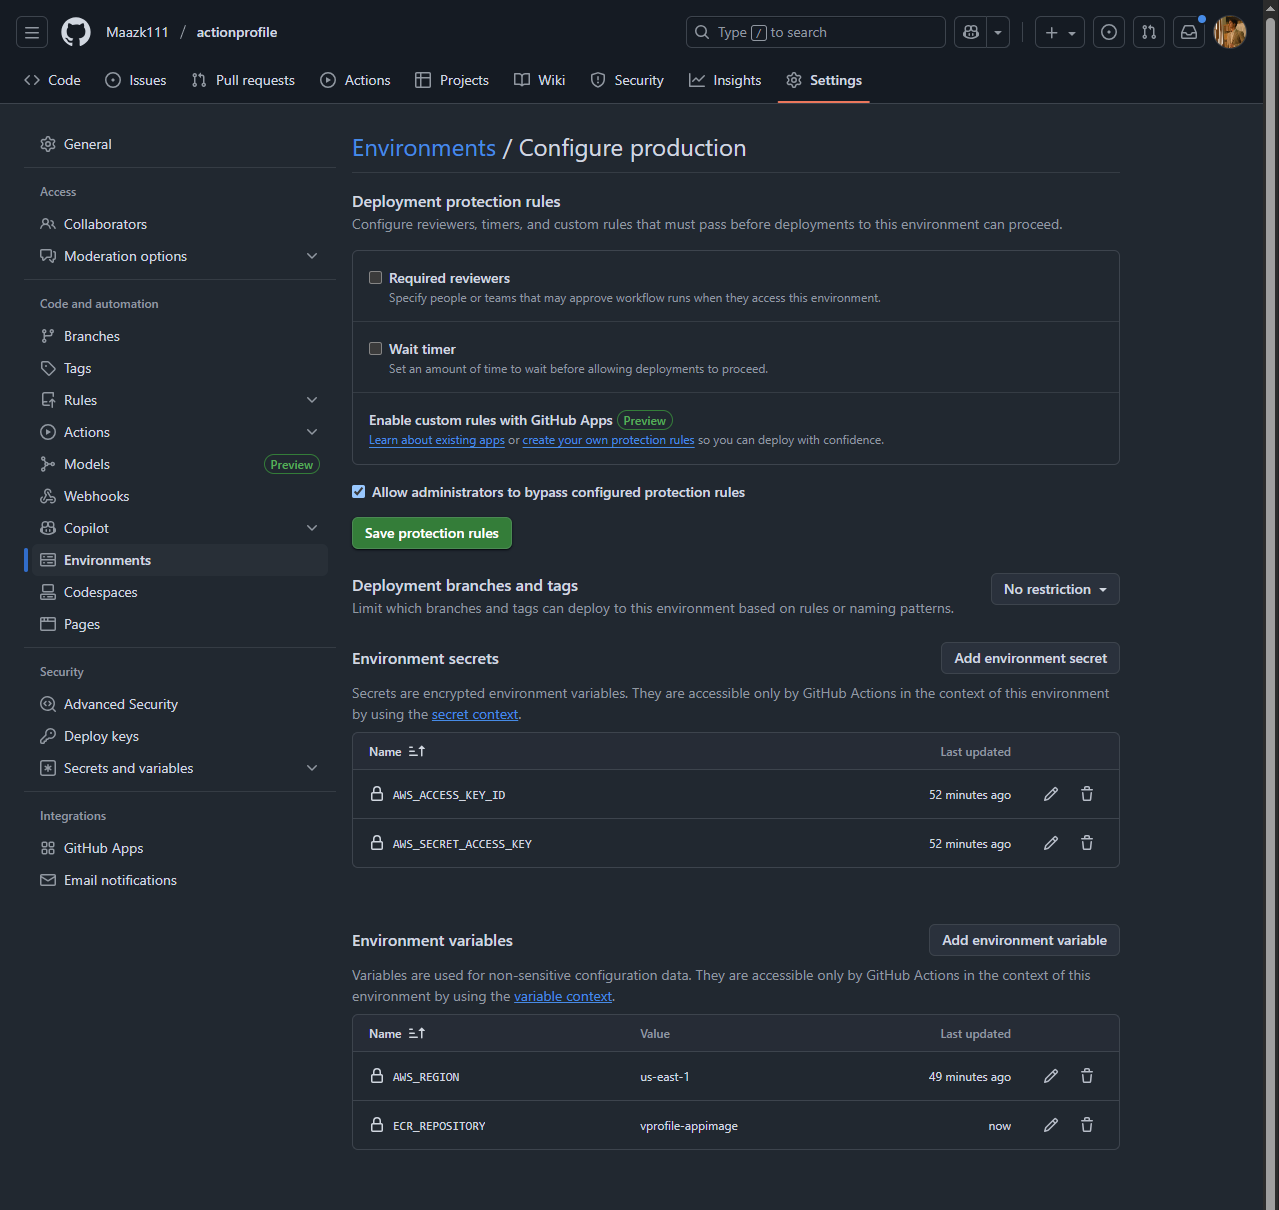 Maazk111 / actionprofile
Type / to search
Code
Issues
Pull requests
Actions
Projects
Wiki
Security
Insights
Settings
General
Access
Collaborators
Moderation options
Code and automation
Branches
Tags
Rules
Actions
Models Preview
Webhooks
Copilot
Environments
Codespaces
Pages
Security
Advanced Security
Deploy keys
Secrets and variables
Integrations
GitHub Apps
Email notifications
Environments / Configure production
Deployment protection rules
Configure reviewers, timers, and custom rules that must pass before deployments to this environment can proceed.
Required reviewers
Specify people or teams that may approve workflow runs when they access this environment.
Wait timer
Set an amount of time to wait before allowing deployments to proceed.
Enable custom rules with GitHub Apps Preview
Learn about existing apps or create your own protection rules so you can deploy with confidence.
Allow administrators to bypass configured protection rules
Save protection rules
Deployment branches and tags
Limit which branches and tags can deploy to this environment based on rules or naming patterns.
No restriction
Environment secrets
Add environment secret
Secrets are encrypted environment variables. They are accessible only by GitHub Actions in the context of this environment
by using the secret context.
Name Last updated
AWS_ACCESS_KEY_ID 52 minutes ago
AWS_SECRET_ACCESS_KEY 52 minutes ago
Environment variables
Add environment variable
Variables are used for non-sensitive configuration data. They are accessible only by GitHub Actions in the context of this
environment by using the variable context.
Name Value Last updated
AWS_REGION us-east-1 49 minutes ago
ECR_REPOSITORY vprofile-appimage now